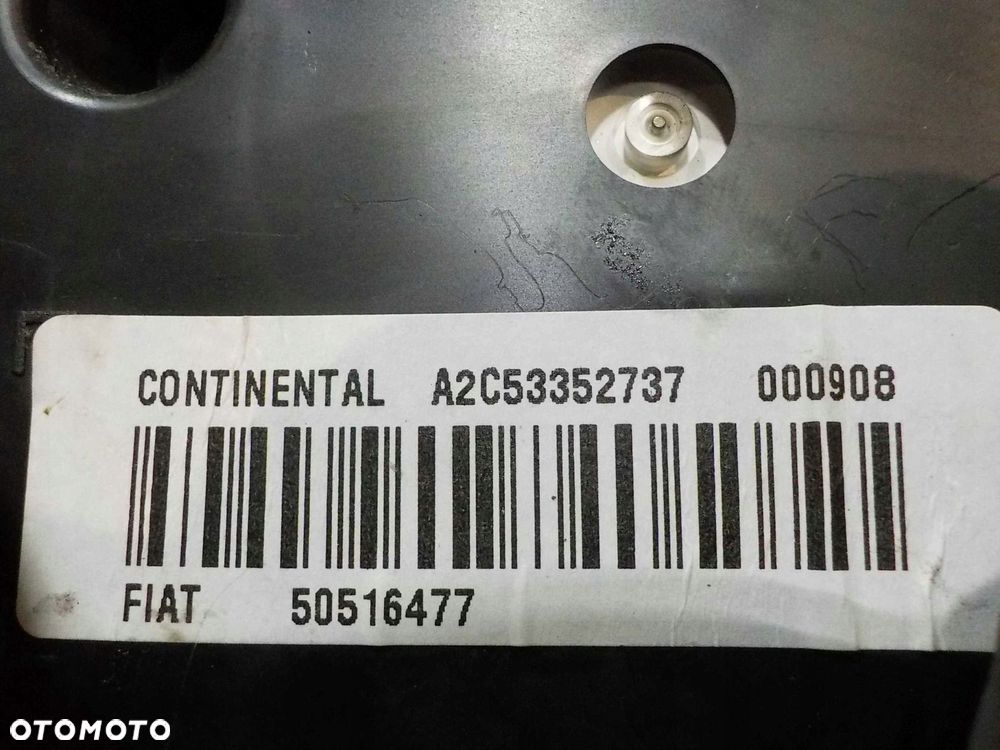 CONTINENTAL A2C53352737 000908
FIAT 50516477
OTOMOTO